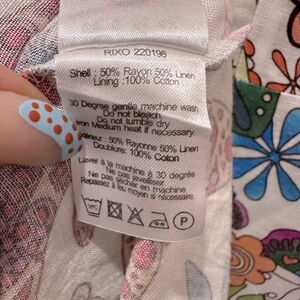 RIXO 220196
Shell : 50% Rayon 50% Linen
Lining : 100% Cotton
30 Degree gentle machine wash
Do not bleach
Do not tumble dry
Iron Medium heat if necessary.
50% Rayonne 50% Linen
Doublure: 100% Coton
Laver à la machine à 30 degrés
Ne pas javelliser
Ne pas sécher en machine
Repassez à feu moyen si nécessaire.
P